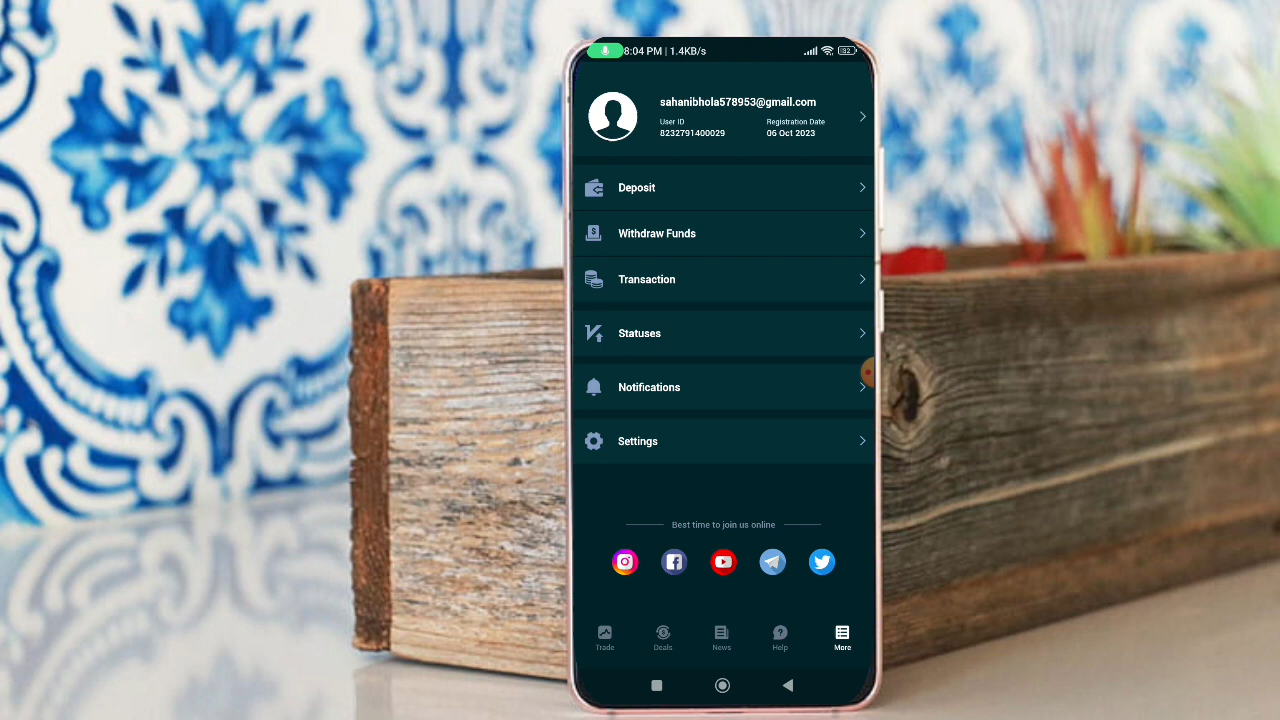 8:04 PM | 1.4KB/s 82
sahanibhola578953@gmail.com
User ID Registration Date
8232791400029 06 Oct 2023
Deposit
Withdraw Funds
Transaction
Statuses
Notifications
Settings
Best time to join us online
Trade Deals News Help More